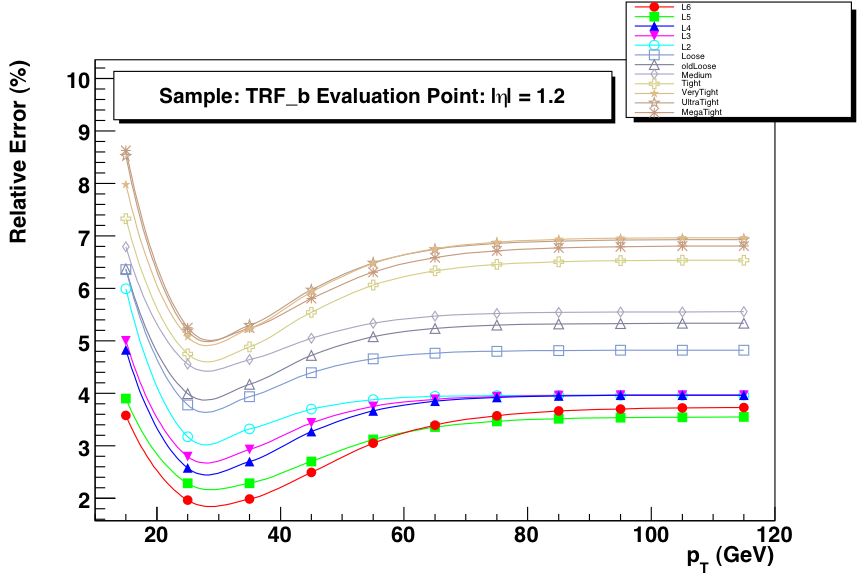 L6
L5
L4
L3
L2
Loose
oldLoose
Medium
Tight
VeryTight
UltraTight
MegaTight
Sample: TRF_b Evaluation Point: |η| = 1.2
Relative Error (%)
10
9
8
7
6
5
4
3
2
20 40 60 80 100 120
p_T (GeV)